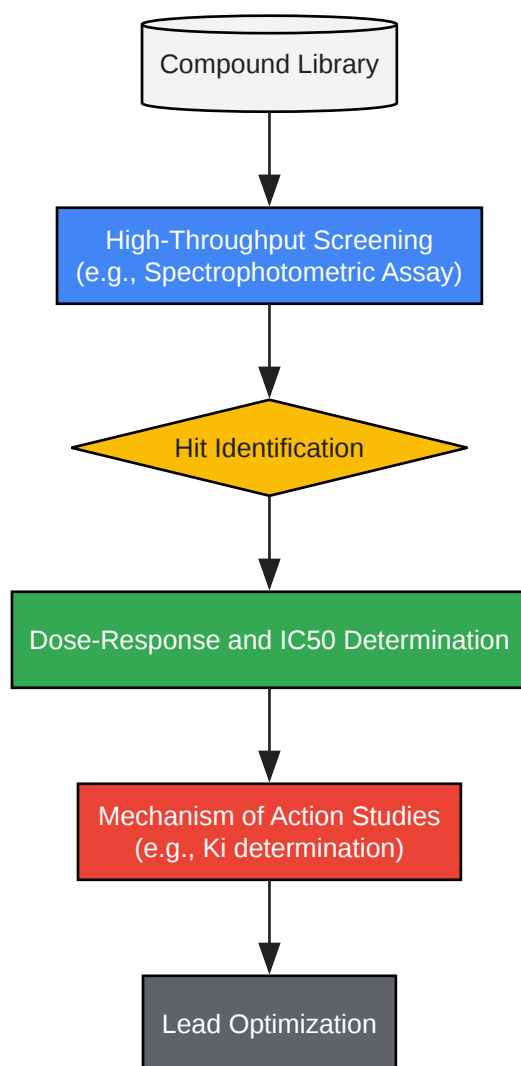 Compound Library
High-Throughput Screening
(e.g., Spectrophotometric Assay)
Hit Identification
Dose-Response and IC50 Determination
Mechanism of Action Studies
(e.g., Ki determination)
Lead Optimization